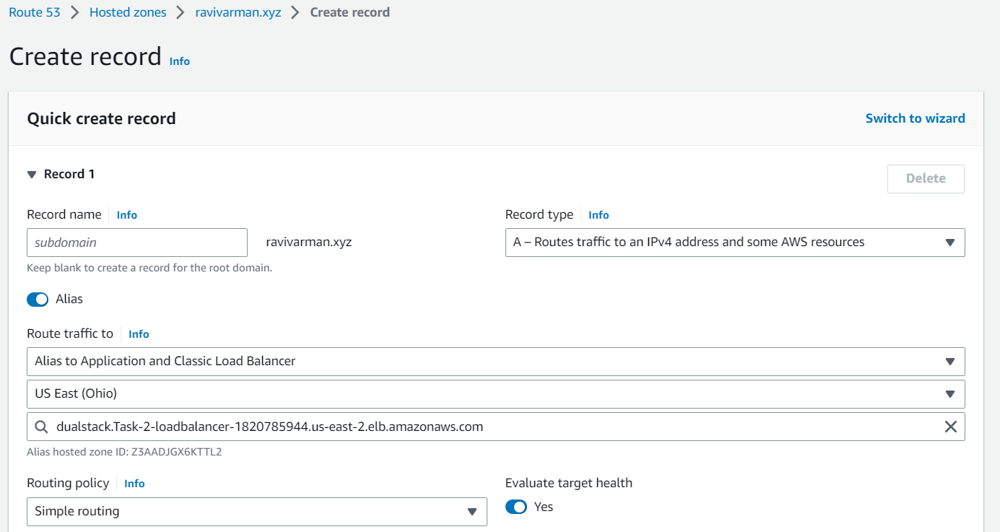 Route 53 > Hosted zones > ravivarman.xyz > Create record
Create record Info
Quick create record Switch to wizard
Record 1 Delete
Record name Info Record type Info
subdomain ravivarman.xyz A – Routes traffic to an IPv4 address and some AWS resources
Keep blank to create a record for the root domain.
Alias
Route traffic to Info
Alias to Application and Classic Load Balancer
US East (Ohio)
dualstack.Task-2-loadbalancer-1820785944.us-east-2.elb.amazonaws.com
Alias hosted zone ID: Z3AADJGX6KTTL2
Routing policy Info Evaluate target health
Simple routing Yes